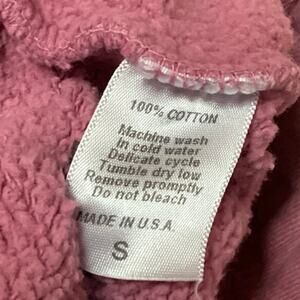 100% COTTON
Machine wash
In cold water
Delicate cycle
Tumble dry low
Remove promptly
Do not bleach
MADE IN U.S.A.
S